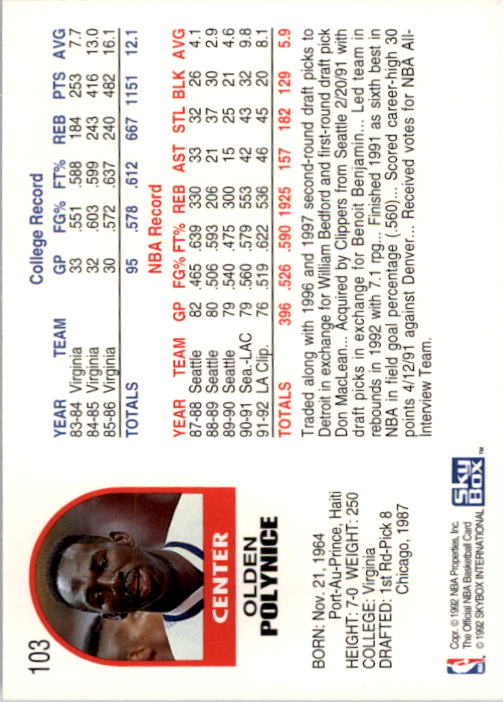 103
CENTER
OLDEN
POLYNICE
BORN: Nov. 21, 1964
Port-Au-Prince, Haiti
HEIGHT: 7-0 WEIGHT: 250
COLLEGE: Virginia
DRAFTED: 1st Rd-Pick 8
Chicago, 1987
NBA
Copr. © 1992 NBA Properties, Inc.
The Official NBA Basketball Card
© 1992 SKYBOX INTERNATIONAL
SKY BOX™
College Record
YEAR TEAM GP FG% FT% REB PTS AVG
83-84 Virginia 33 .551 .588 184 253 7.7
84-85 Virginia 32 .603 .599 243 416 13.0
85-86 Virginia 30 .572 .637 240 482 16.1
TOTALS 95 .578 .612 667 1151 12.1
NBA Record
YEAR TEAM GP FG% FT% REB AST STL BLK AVG
87-88 Seattle 82 .465 .639 330 33 32 26 4.1
88-89 Seattle 80 .506 .593 206 21 37 30 2.9
89-90 Seattle 79 .540 .475 300 15 25 21 4.6
90-91 Sea.-LAC 79 .560 .579 553 42 43 32 9.8
91-92 LA Clip. 76 .519 .622 536 46 45 20 8.1
TOTALS 396 .526 .590 1925 157 182 129 5.9
Traded along with 1996 and 1997 second-round draft picks to
Detroit in exchange for William Bedford and first-round draft pick
Don MacLean... Acquired by Clippers from Seattle 2/20/91 with
draft picks in exchange for Benoit Benjamin... Led team in
rebounds in 1992 with 7.1 rpg... Finished 1991 as sixth best in
NBA in field goal percentage (.560)... Scored career-high 30
points 4/12/91 against Denver... Received votes for NBA All-
Interview Team.